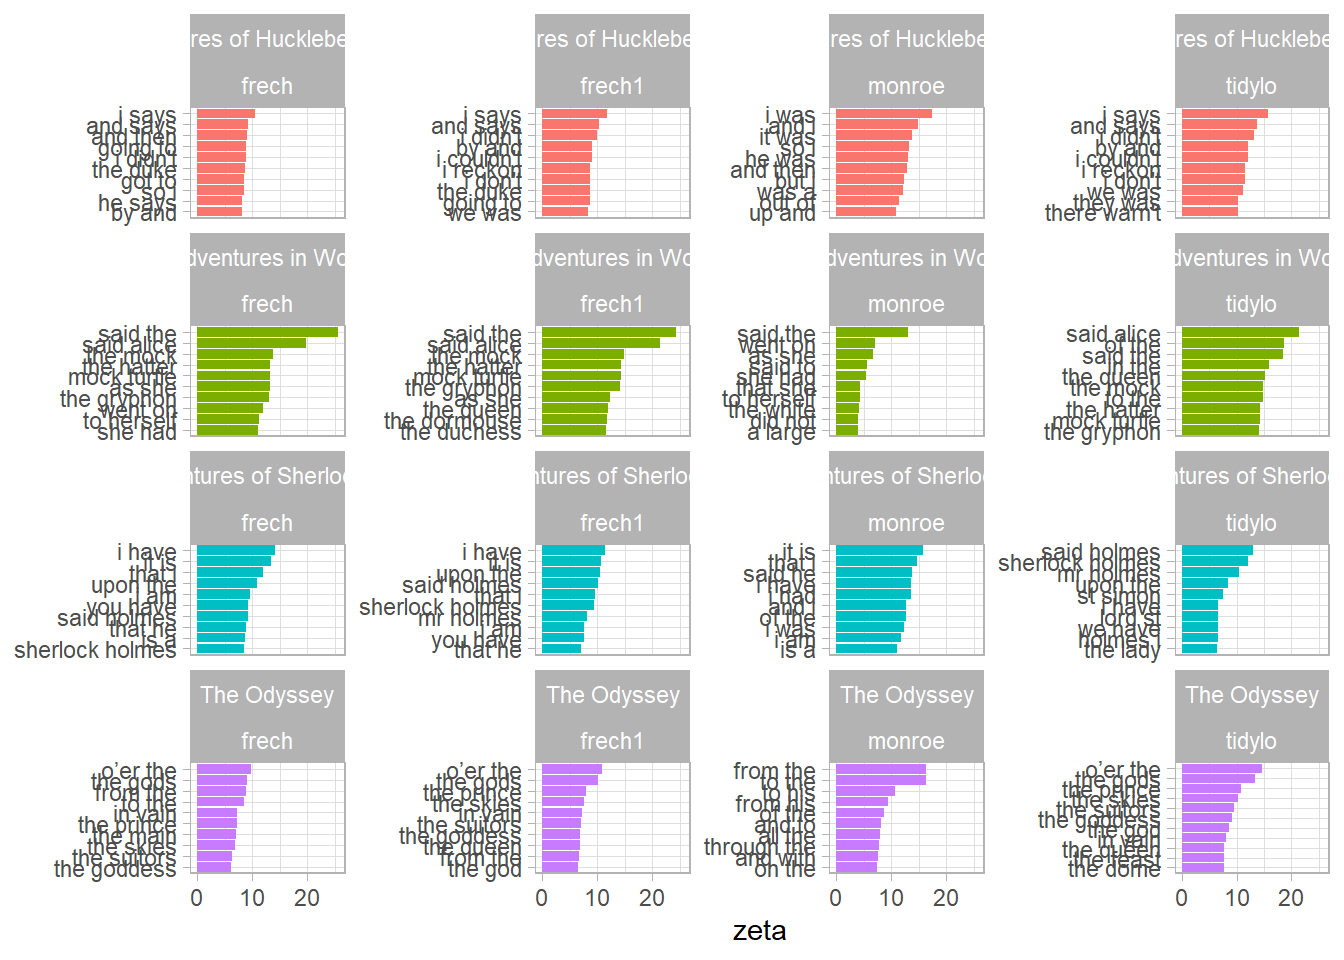 res of Hucklebe
frech
i says
and says
and then
going to
i didn't
the duke
got to
so i
he says
by and
res of Hucklebe
frech1
i says
and says
i didn't
by and
i couldn't
i reckon
i don't
the duke
going to
we was
res of Hucklebe
monroe
i was
and i
it was
so i
he was
and then
but i
was a
out of
up and
res of Hucklebe
tidylo
i says
and says
i didn't
by and
i couldn't
i reckon
i don't
we was
they was
there warn't
dventures in Wo
frech
said the
said alice
the mock
the hatter
mock turtle
as she
the gryphon
went on
to herself
she had
dventures in Wo
frech1
said the
said alice
the mock
the hatter
mock turtle
the gryphon
as she
the queen
the dormouse
the duchess
dventures in Wo
monroe
said the
went on
as she
said to
she had
that she
to herself
the white
did not
a large
dventures in Wo
tidylo
said alice
of the
said the
in the
the queen
the mock
to the
the hatter
mock turtle
the gryphon
ntures of Sherloc
frech
i have
it is
that i
upon the
i am
you have
said holmes
that he
is a
sherlock holmes
ntures of Sherloc
frech1
i have
it is
upon the
said holmes
that i
sherlock holmes
mr holmes
i am
you have
that he
ntures of Sherloc
monroe
it is
that i
said he
i have
i had
and i
of the
i was
i am
is a
ntures of Sherloc
tidylo
said holmes
sherlock holmes
mr holmes
upon the
st simon
i have
lord st
we have
holmes i
the lady
The Odyssey
frech
o'er the
the gods
from the
to the
in vain
the prince
the main
the skies
the suitors
the goddess
The Odyssey
frech1
o'er the
the gods
the prince
the skies
in vain
the suitors
the goddess
the queen
from the
the god
The Odyssey
monroe
from the
to the
to his
from his
of the
and to
all the
through the
and with
on the
The Odyssey
tidylo
o'er the
the gods
the prince
the skies
the suitors
the goddess
the god
in vain
the queen
the feast
the dome
0 10 20
0 10 20
0 10 20
0 10 20
zeta